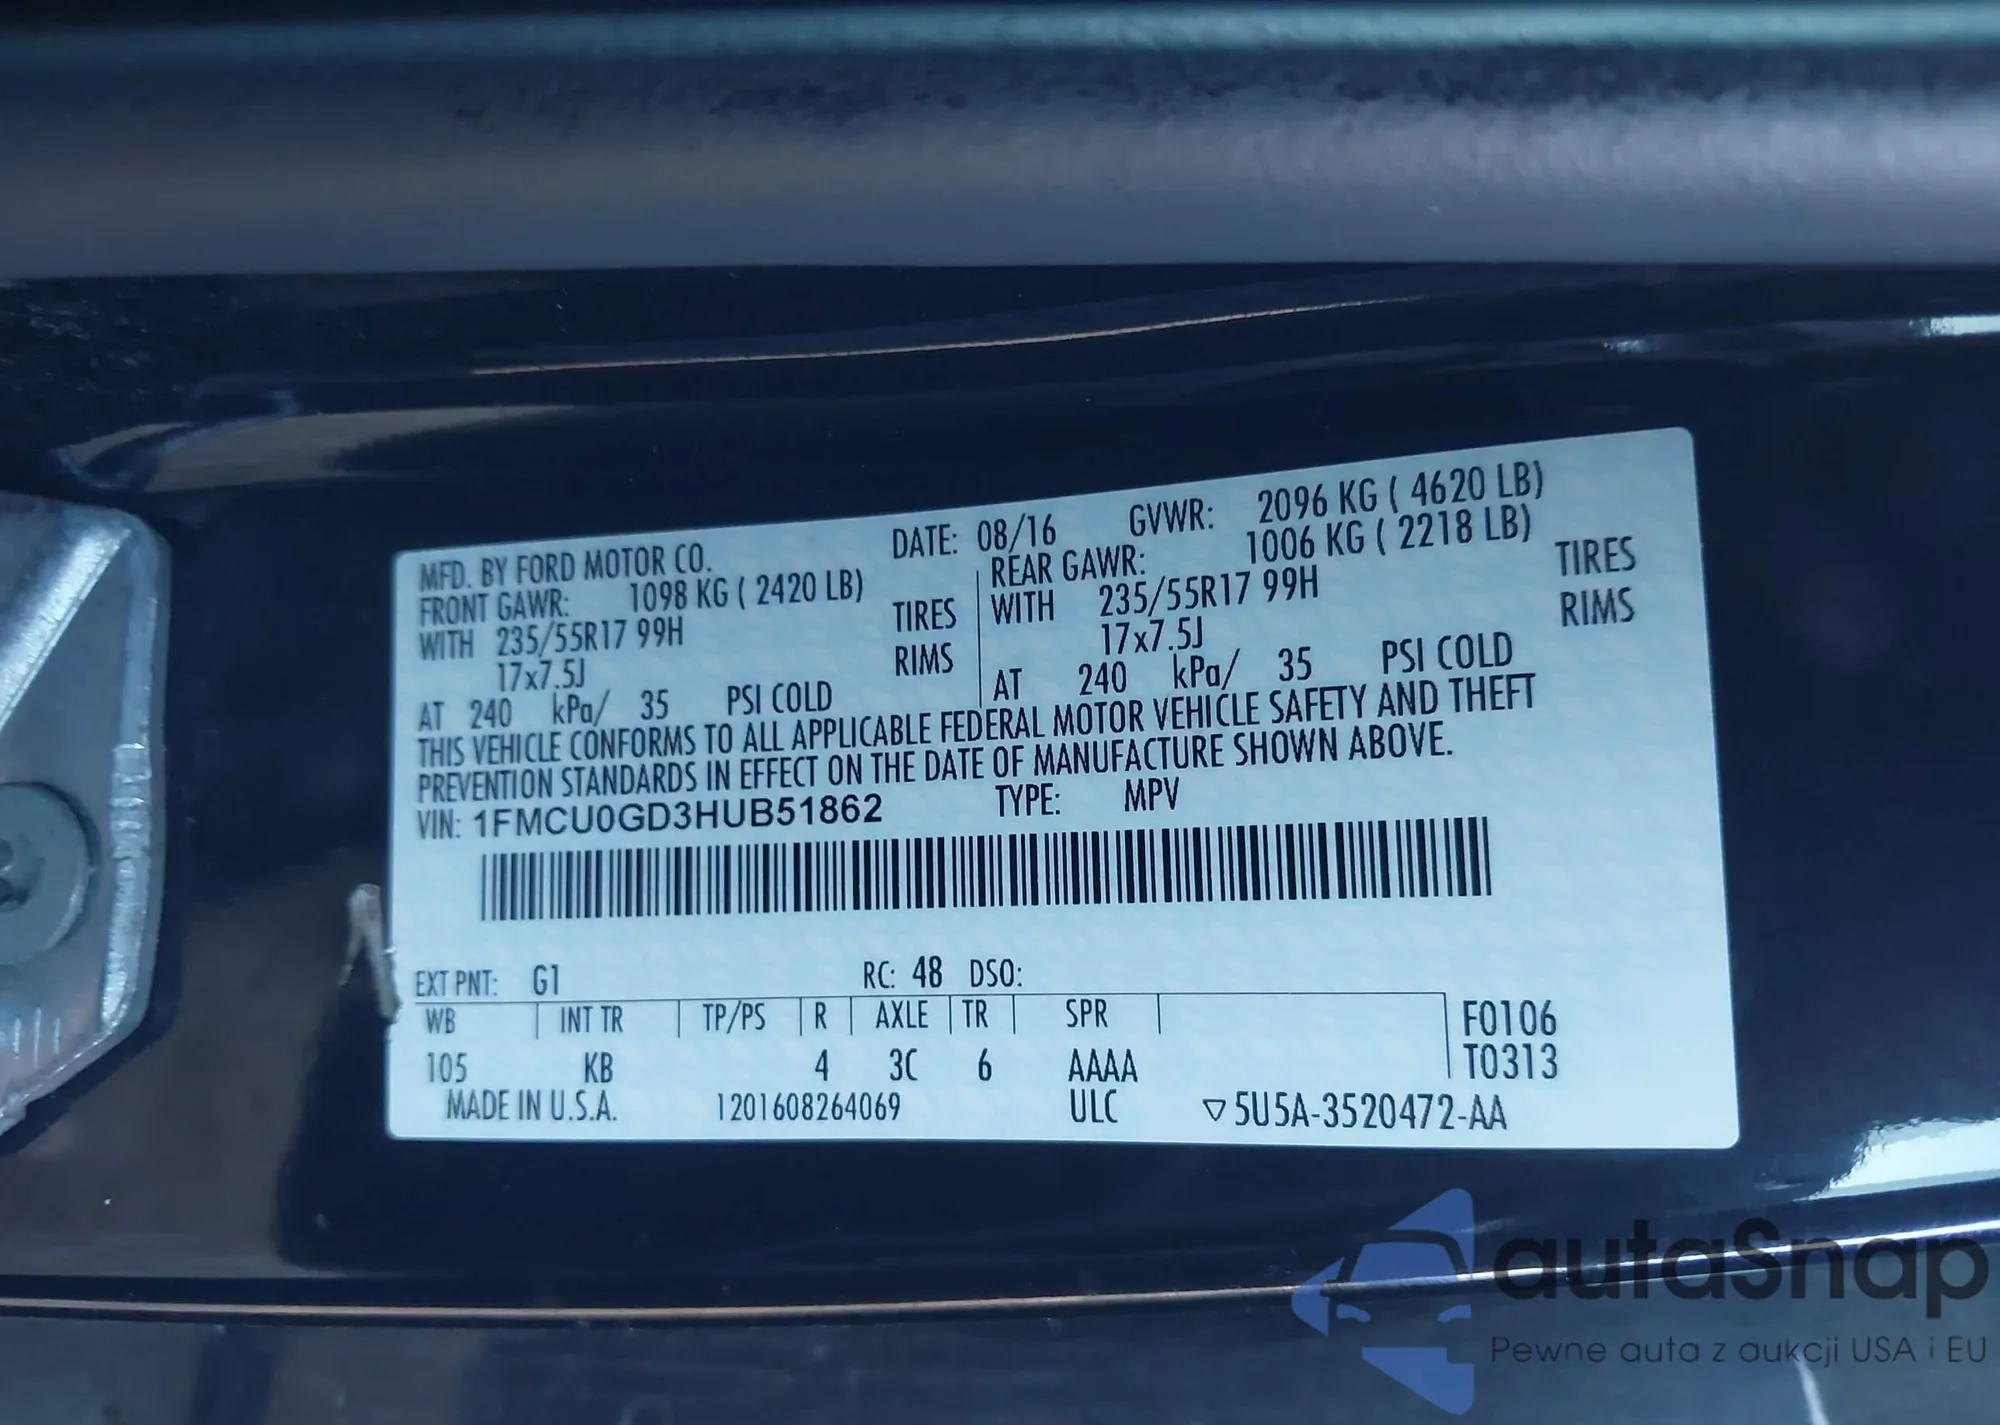 MFD. BY FORD MOTOR CO. DATE: 08/16 GVWR: 2096 KG ( 4620 LB)
FRONT GAWR: 1098 KG ( 2420 LB) REAR GAWR: 1006 KG ( 2218 LB)
WITH 235/55R17 99H TIRES WITH 235/55R17 99H TIRES
17x7.5J RIMS 17x7.5J RIMS
AT 240 kPa/ 35 PSI COLD AT 240 kPa/ 35 PSI COLD
THIS VEHICLE CONFORMS TO ALL APPLICABLE FEDERAL MOTOR VEHICLE SAFETY AND THEFT
PREVENTION STANDARDS IN EFFECT ON THE DATE OF MANUFACTURE SHOWN ABOVE.
VIN: 1FMCU0GD3HUB51862 TYPE: MPV
EXT PNT: G1 RC: 48 DSO:
WB INT TR TP/PS R AXLE TR SPR F0106
105 KB 4 3C 6 AAAA T0313
MADE IN U.S.A. 1201608264069 ULC ▽5U5A-3520472-AA
autaSnap
Pewne auta z aukcji USA i EU